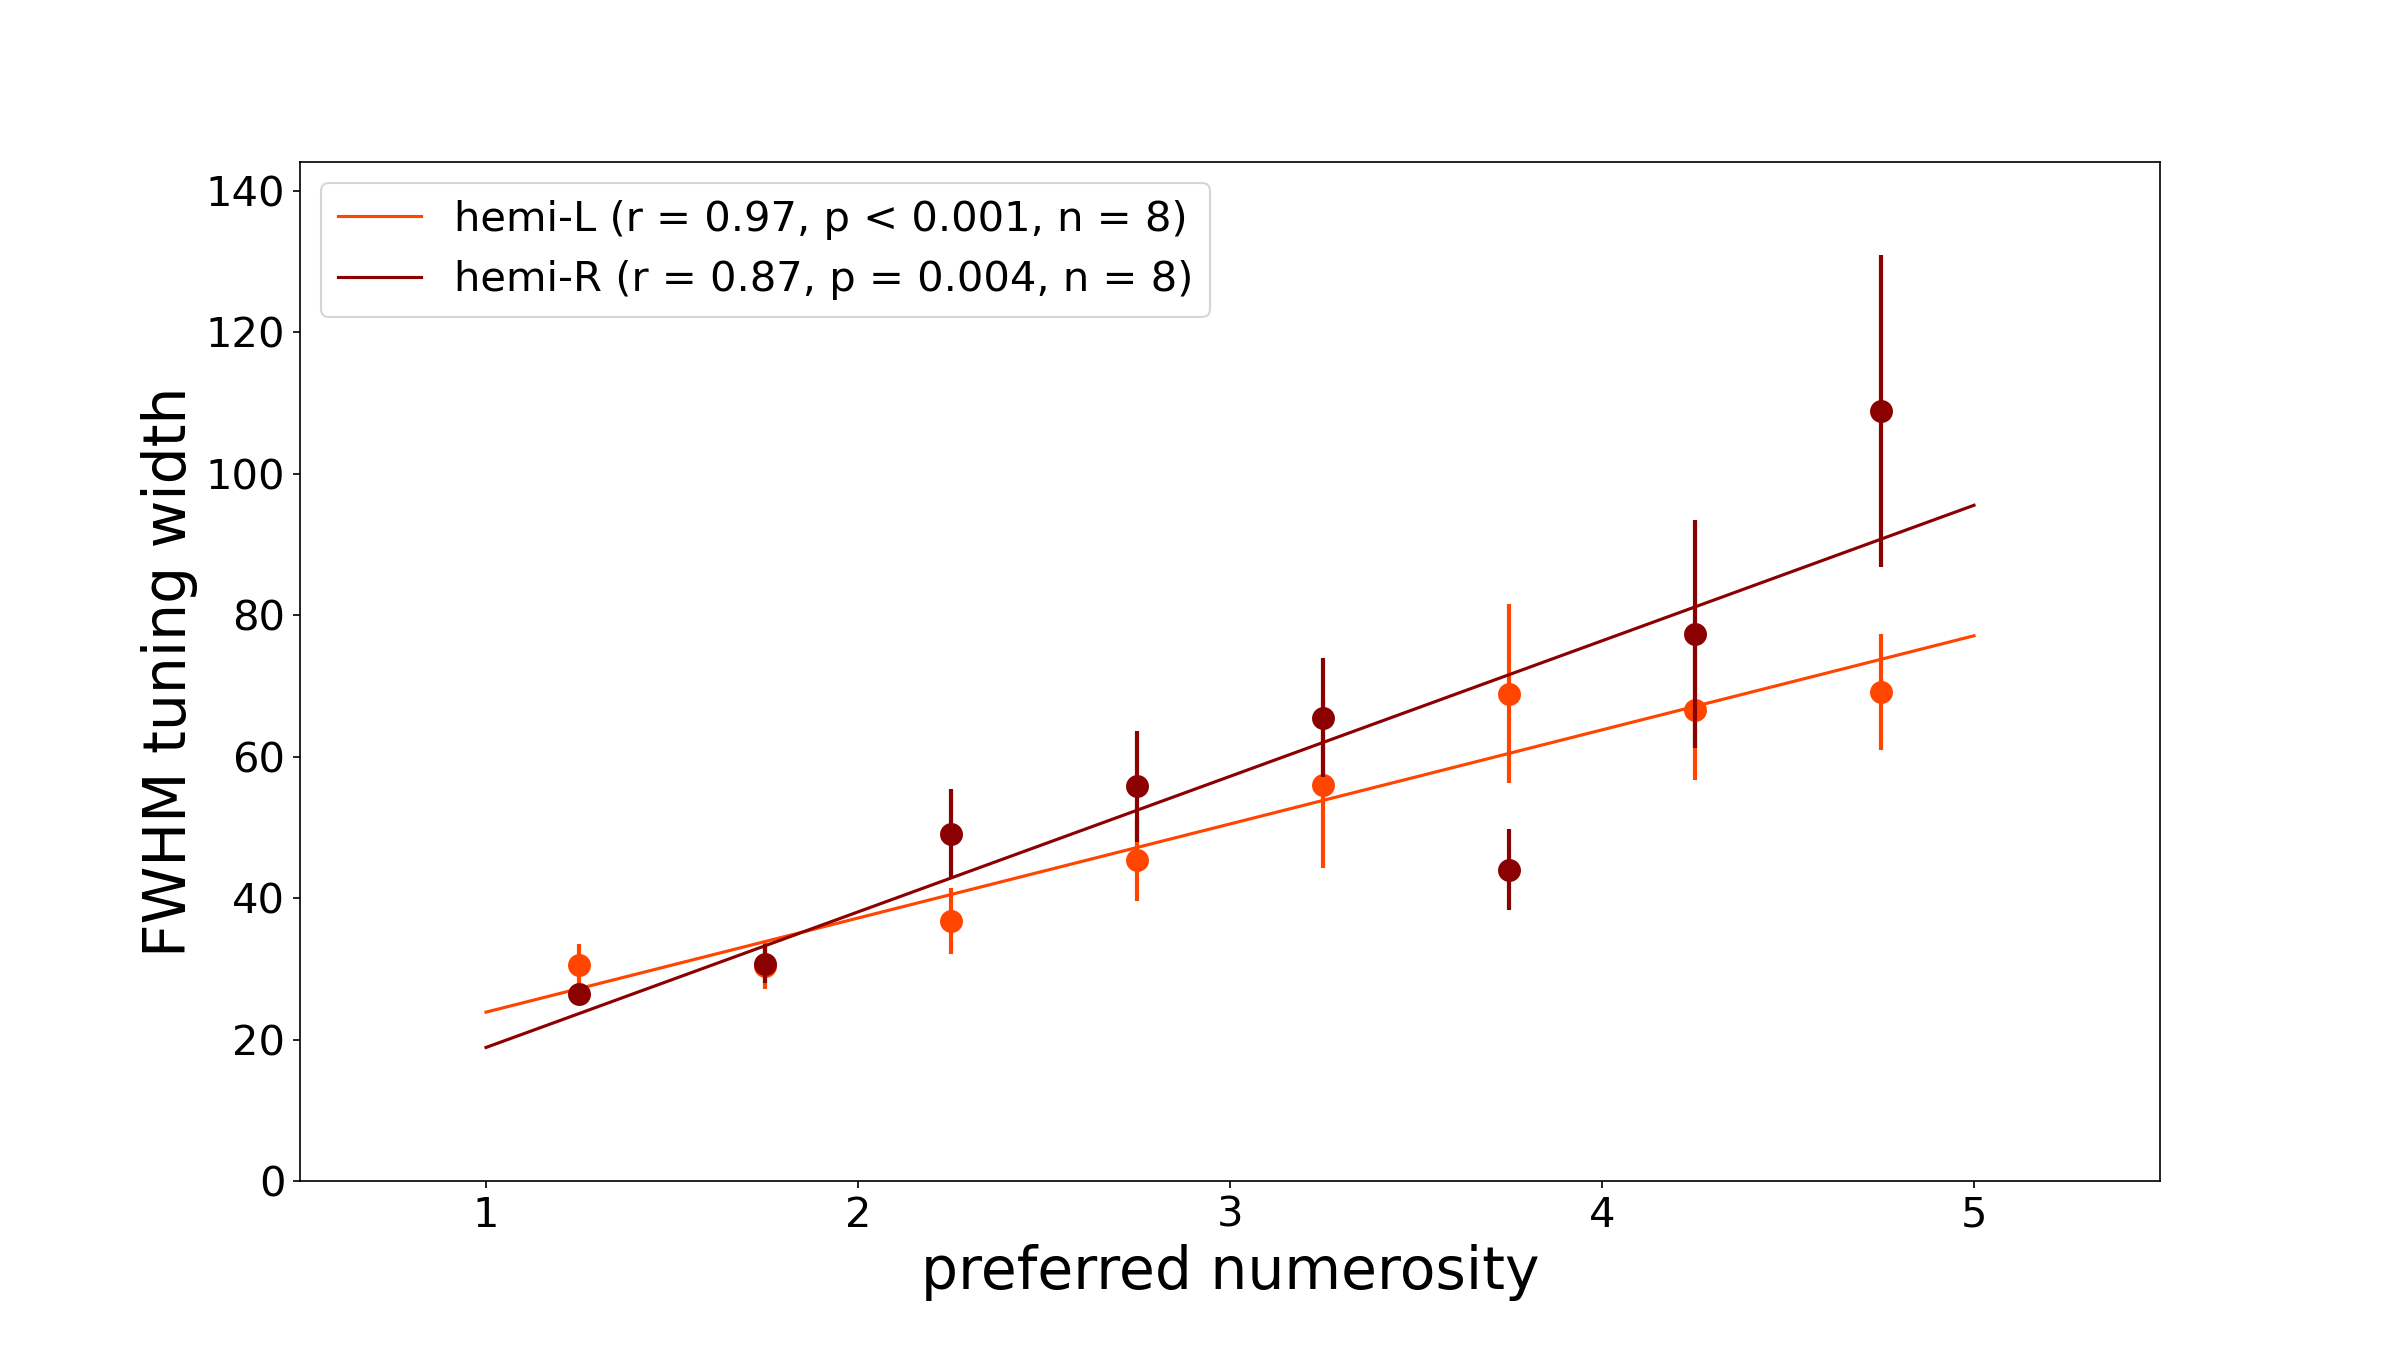 hemi-L (r = 0.97, p < 0.001, n = 8)
hemi-R (r = 0.87, p = 0.004, n = 8)
140
120
100
80
60
40
20
0
FWHM tuning width
1 2 3 4 5
preferred numerosity